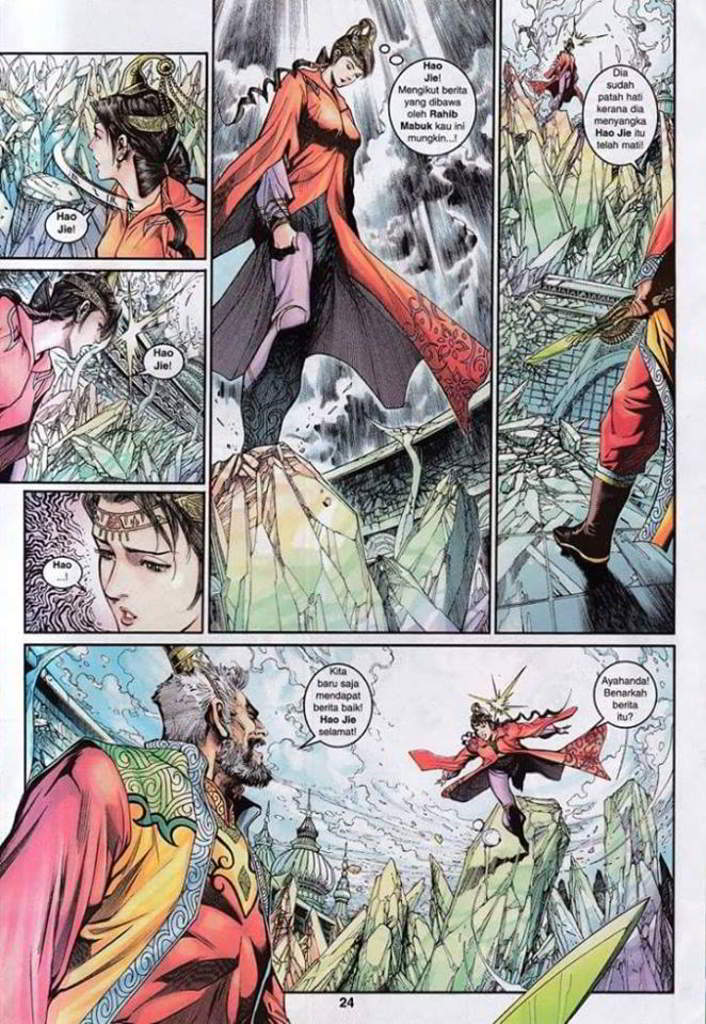 Hao
Jie!
Hao
Jie!
Hao
...!
Hao
Jie!
Mengikut berita
yang dibawa
oleh Rahib
Mabuk kau ini
mungkin...!
Dia
sudah
patah hati
kerana dia
menyangka
Hao Jie itu
telah mati!
Kita
baru saja
mendapat
berita baik!
Hao Jie
selamat!
Ayahanda!
Benarkah
berita
itu?
24